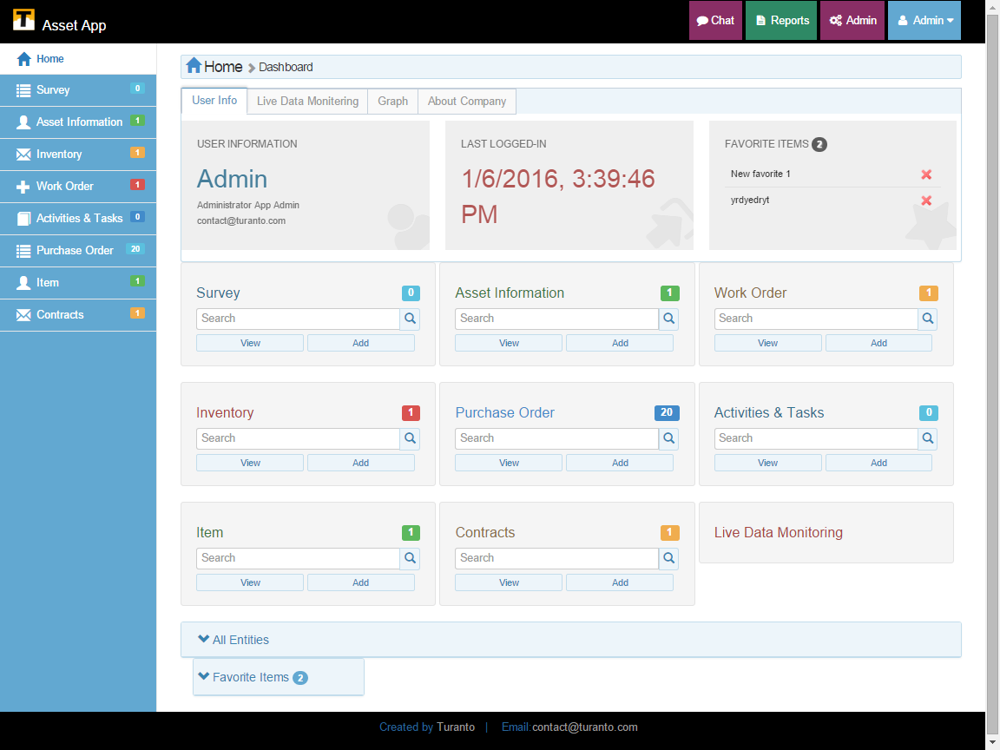 T Asset App
Chat
Reports
Admin
Admin
Home
Survey 0
Asset Information 1
Inventory 1
Work Order 1
Activities & Tasks 0
Purchase Order 20
Item 1
Contracts 1
Home Dashboard
User Info
Live Data Monitering
Graph
About Company
USER INFORMATION
Admin
Administrator App Admin
contact@turanto.com
LAST LOGGED-IN
1/6/2016, 3:39:46
PM
FAVORITE ITEMS 2
New favorite 1
yrdyedryt
Survey 0
Search
View Add
Asset Information 1
Search
View Add
Work Order 1
Search
View Add
Inventory 1
Search
View Add
Purchase Order 20
Search
View Add
Activities & Tasks 0
Search
View Add
Item 1
Search
View Add
Contracts 1
Search
View Add
Live Data Monitoring
All Entities
Favorite Items 2
Created by Turanto | Email:contact@turanto.com